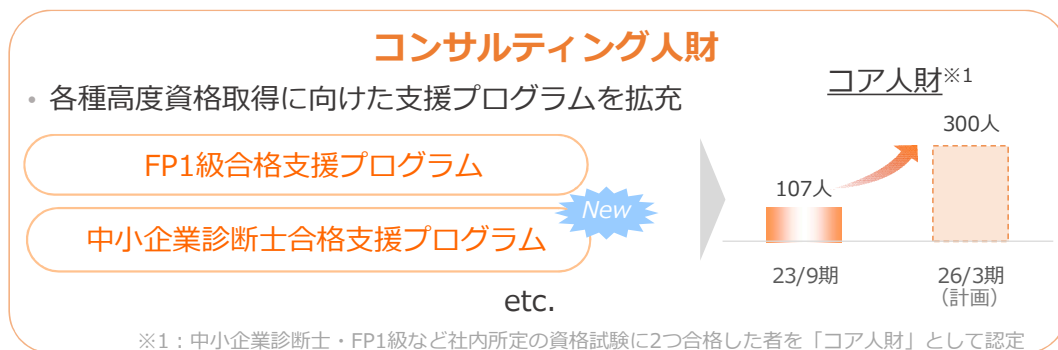 コンサルティング人財
・各種高度資格取得に向けた支援プログラムを拡充
FP1級合格支援プログラム
New
中小企業診断士合格支援プログラム
etc.
コア人財※1
300人
107人
23/9期
26/3期
（計画）
※1：中小企業診断士・FP1級など社内所定の資格試験に2つ合格した者を「コア人財」として認定